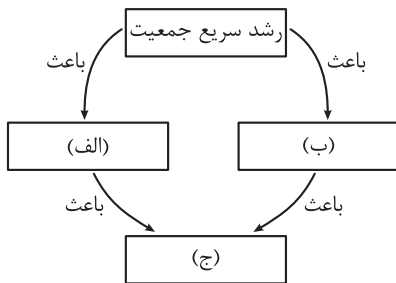 رشد سریع جمعیت
باعث
باعث
(ب)
(الف)
باعث
باعث
(ج)